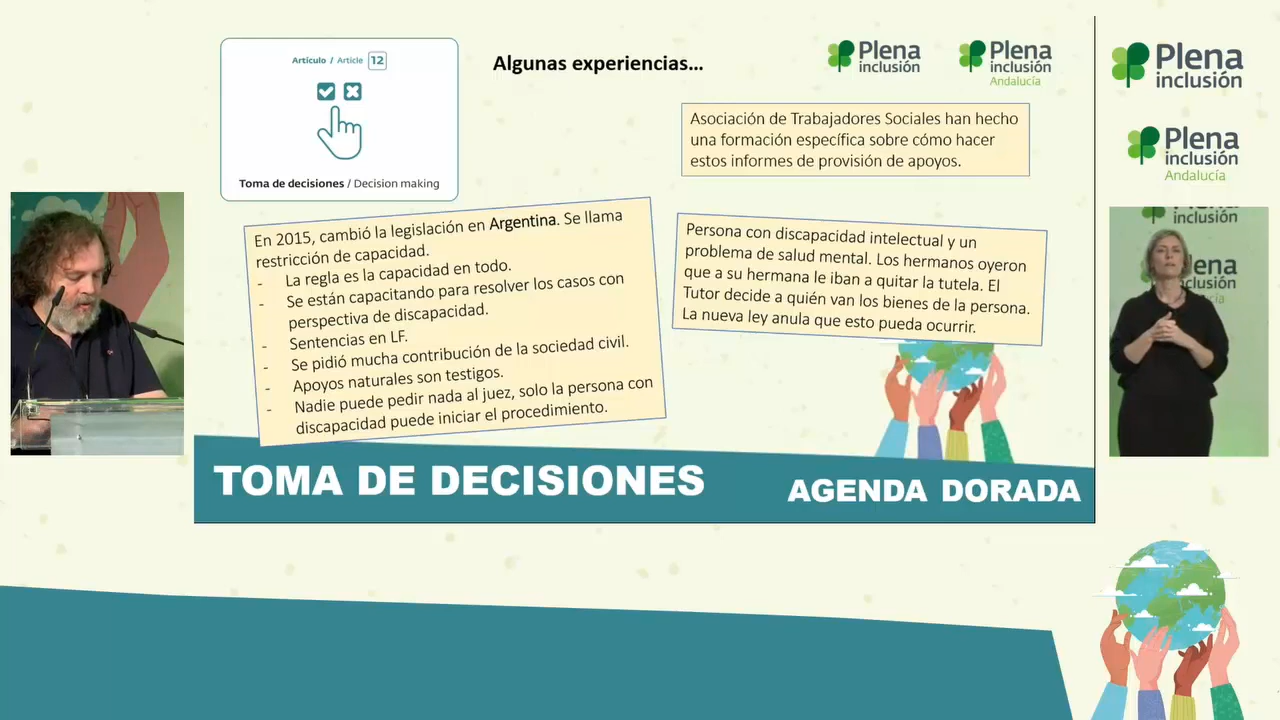 Artículo / Article 12
Toma de decisiones / Decision making
Algunas experiencias...
Plena
inclusión
Plena
inclusión
Andalucía
Asociación de Trabajadores Sociales han hecho
una formación específica sobre cómo hacer
estos informes de provisión de apoyos.
En 2015, cambió la legislación en Argentina. Se llama
restricción de capacidad.
- La regla es la capacidad en todo.
- Se están capacitando para resolver los casos con
perspectiva de discapacidad.
- Sentencias en LF.
- Se pidió mucha contribución de la sociedad civil.
- Apoyos naturales son testigos.
- Nadie puede pedir nada al juez, solo la persona con
discapacidad puede iniciar el procedimiento.
Persona con discapacidad intelectual y un
problema de salud mental. Los hermanos oyeron
que a su hermana le iban a quitar la tutela. El
Tutor decide a quién van los bienes de la persona.
La nueva ley anula que esto pueda ocurrir.
TOMA DE DECISIONES
AGENDA DORADA
Plena
inclusión
Plena
inclusión
Andalucía
inclusión